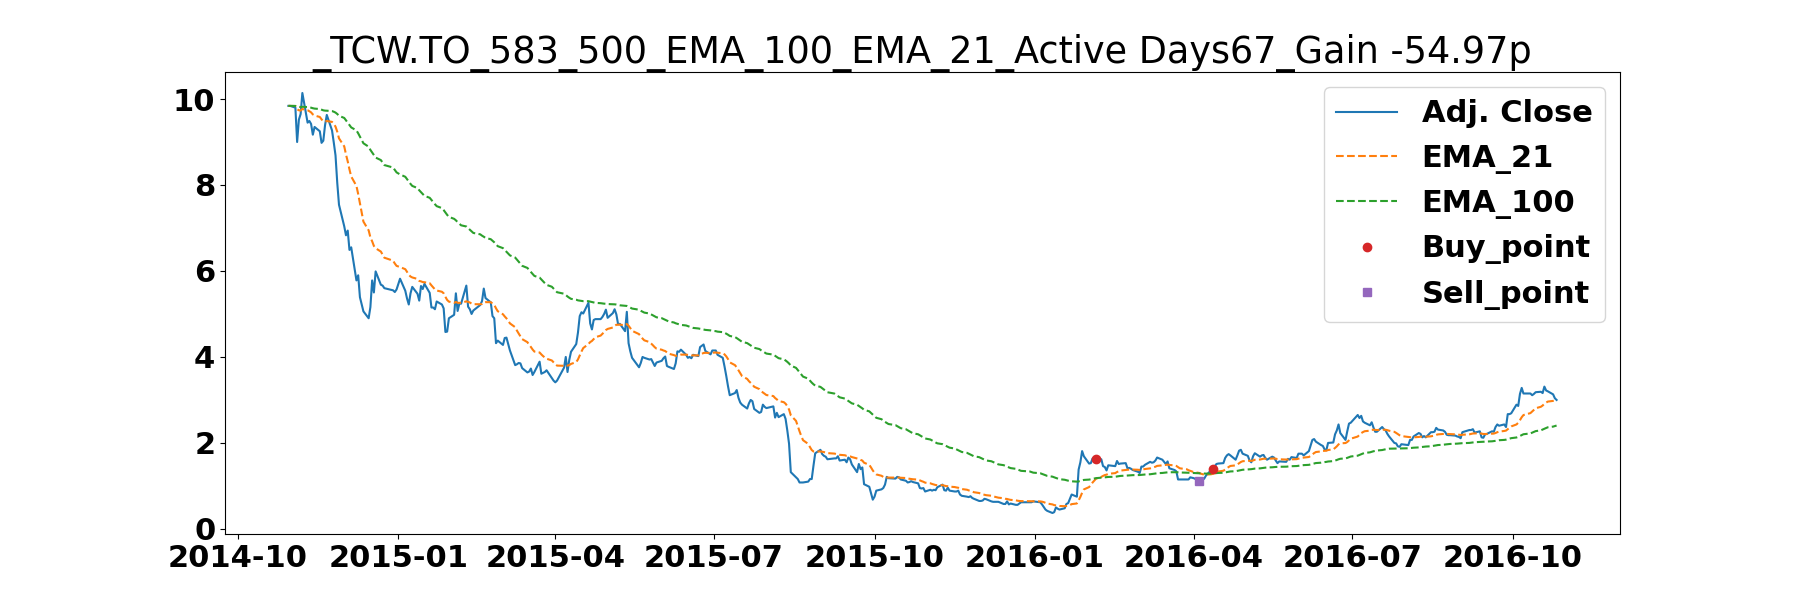 _TCW.TO_583_500_EMA_100_EMA_21_Active Days67_Gain -54.97p
10
8
6
4
2
0
Adj. Close
EMA_21
EMA_100
Buy_point
Sell_point
2014-10 2015-01 2015-04 2015-07 2015-10 2016-01 2016-04 2016-07 2016-10